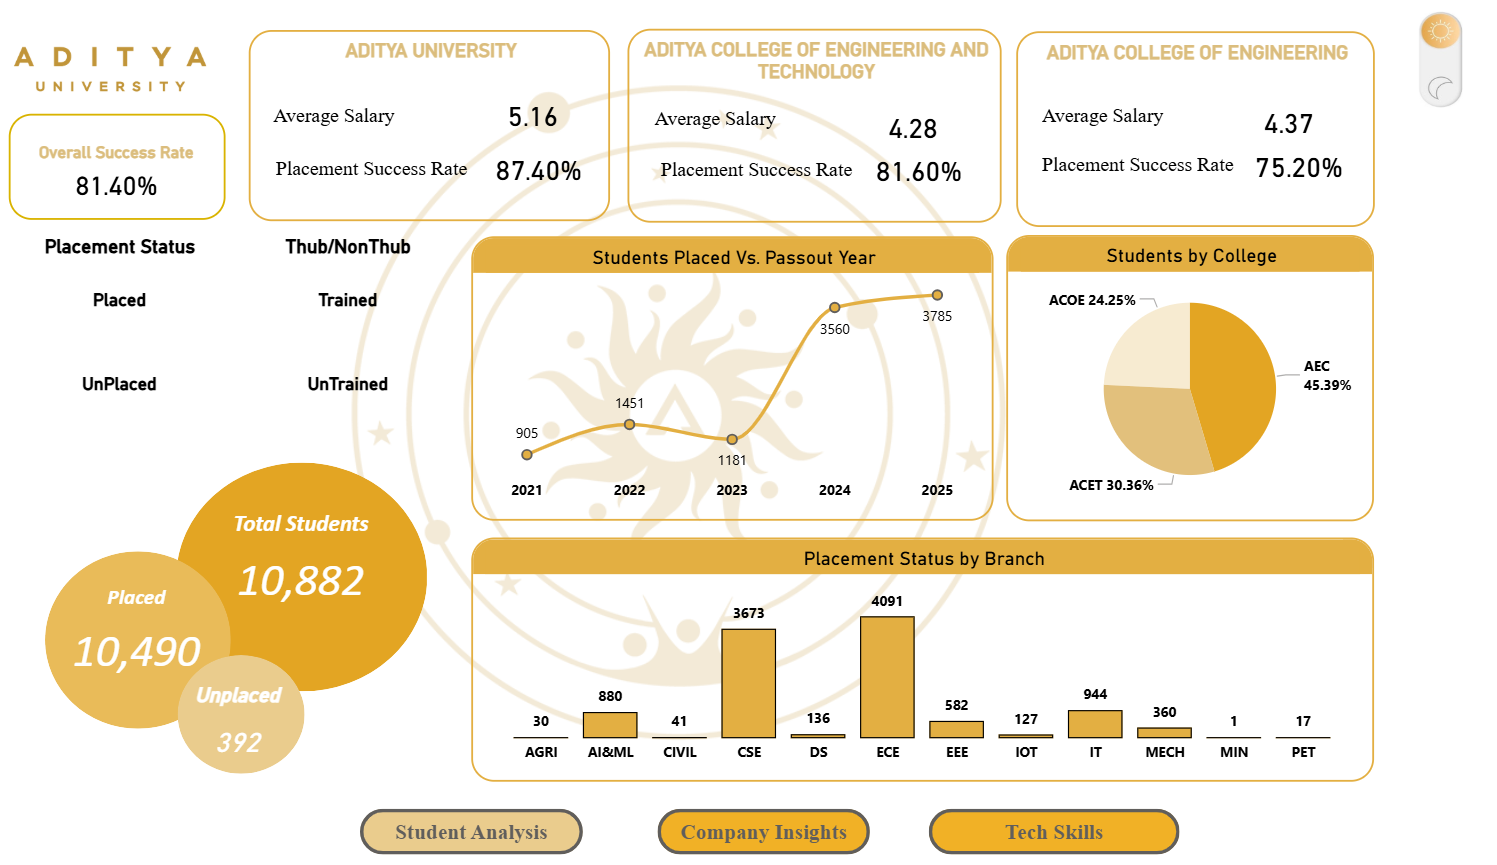 ADITYA
UNIVERSITY
Overall Success Rate
81.40%
ADITYA UNIVERSITY
Average Salary 5.16
Placement Success Rate 87.40%
ADITYA COLLEGE OF ENGINEERING AND
TECHNOLOGY
Average Salary 4.28
Placement Success Rate 81.60%
ADITYA COLLEGE OF ENGINEERING
Average Salary 4.37
Placement Success Rate 75.20%
Placement Status
Placed
UnPlaced
Thub/NonThub
Trained
UnTrained
Total Students
10,882
Placed
10,490
Unplaced
392
Students Placed Vs. Passout Year
905
1451
1181
3560
3785
2021 2022 2023 2024 2025
Students by College
ACOE 24.25%
AEC
45.39%
ACET 30.36%
Placement Status by Branch
30 880 41 3673 136 4091 582 127 944 360 1 17
AGRI AI&ML CIVIL CSE DS ECE EEE IOT IT MECH MIN PET
Student Analysis
Company Insights
Tech Skills